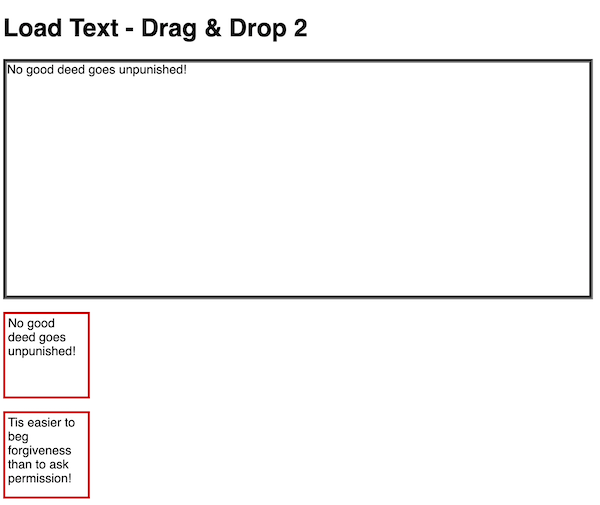 Load Text - Drag & Drop 2
No good deed goes unpunished!
No good
deed goes
unpunished!
Tis easier to
beg
forgiveness
than to ask
permission!